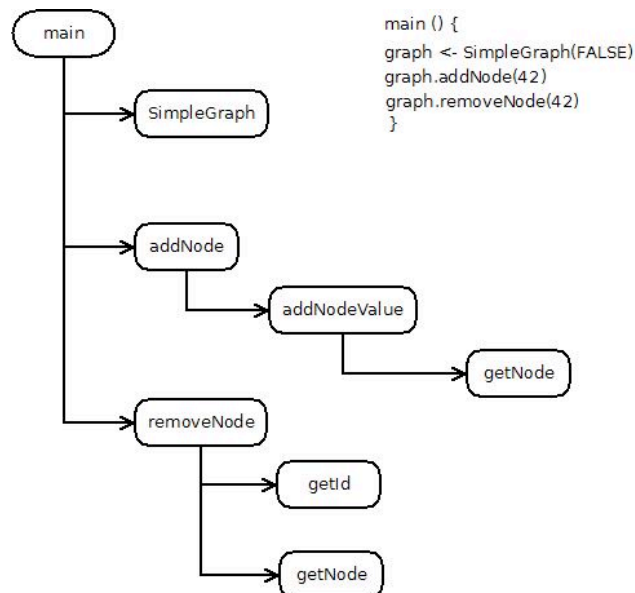 main
main () {
graph <- SimpleGraph(FALSE)
graph.addNode(42)
graph.removeNode(42)
}
SimpleGraph
addNode
addNodeValue
getNode
removeNode
getId
getNode